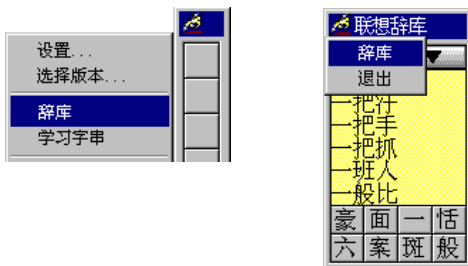 设置...
选择版本...
辞库
学习字串
联想辞库
辞库
退出
一把汗
一把手
一把抓
一班人
一般比
豪 面 一 恬
六 案 斑 般